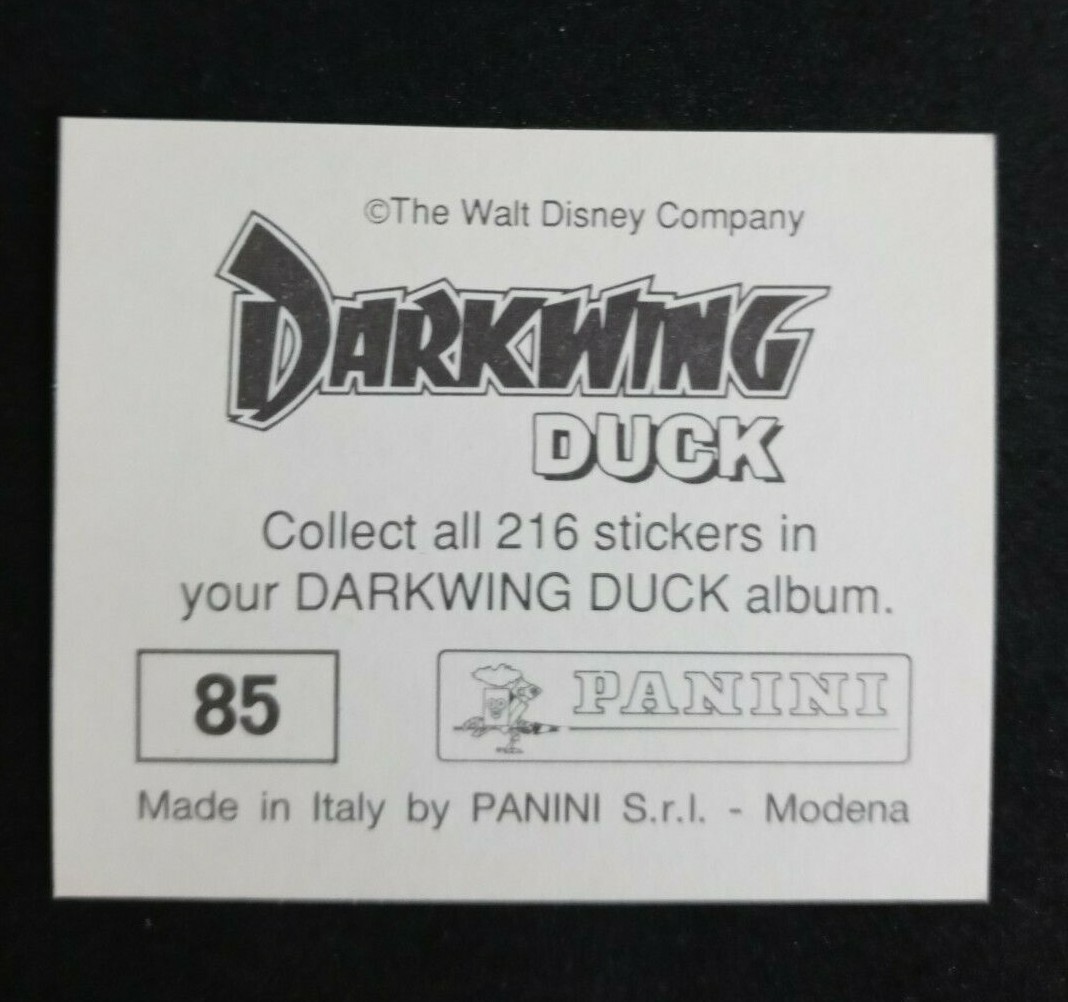 ©The Walt Disney Company
DARKWING
DUCK
Collect all 216 stickers in
your DARKWING DUCK album.
85
PANINI
Made in Italy by PANINI S.r.l. - Modena